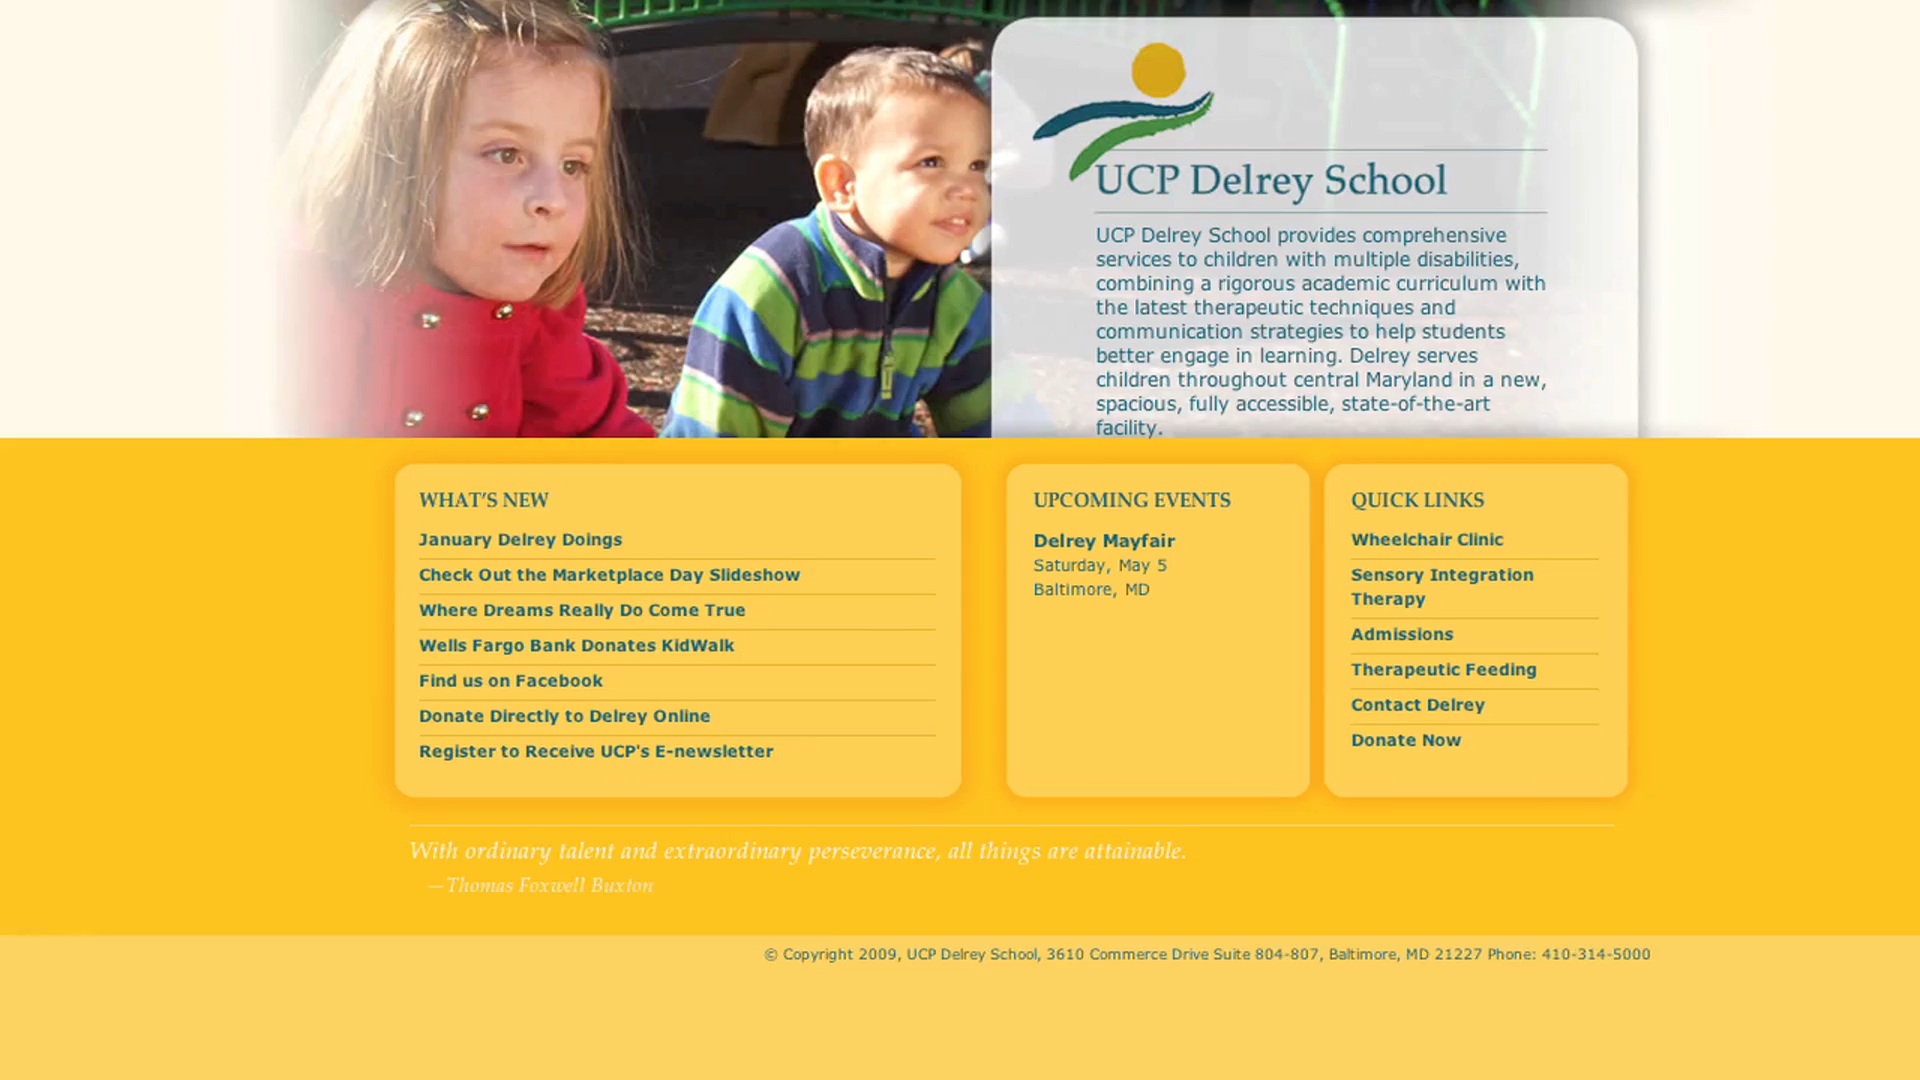 UCP Delrey School
UCP Delrey School provides comprehensive
services to children with multiple disabilities,
combining a rigorous academic curriculum with
the latest therapeutic techniques and
communication strategies to help students
better engage in learning. Delrey serves
children throughout central Maryland in a new,
spacious, fully accessible, state-of-the-art
facility.
WHAT'S NEW
January Delrey Doings
Check Out the Marketplace Day Slideshow
Where Dreams Really Do Come True
Wells Fargo Bank Donates KidWalk
Find us on Facebook
Donate Directly to Delrey Online
Register to Receive UCP's E-newsletter
UPCOMING EVENTS
Delrey Mayfair
Saturday, May 5
Baltimore, MD
QUICK LINKS
Wheelchair Clinic
Sensory Integration
Therapy
Admissions
Therapeutic Feeding
Contact Delrey
Donate Now
With ordinary talent and extraordinary perseverance, all things are attainable.
—Thomas Foxwell Buxton
© Copyright 2009, UCP Delrey School, 3610 Commerce Drive Suite 804-807, Baltimore, MD 21227 Phone: 410-314-5000